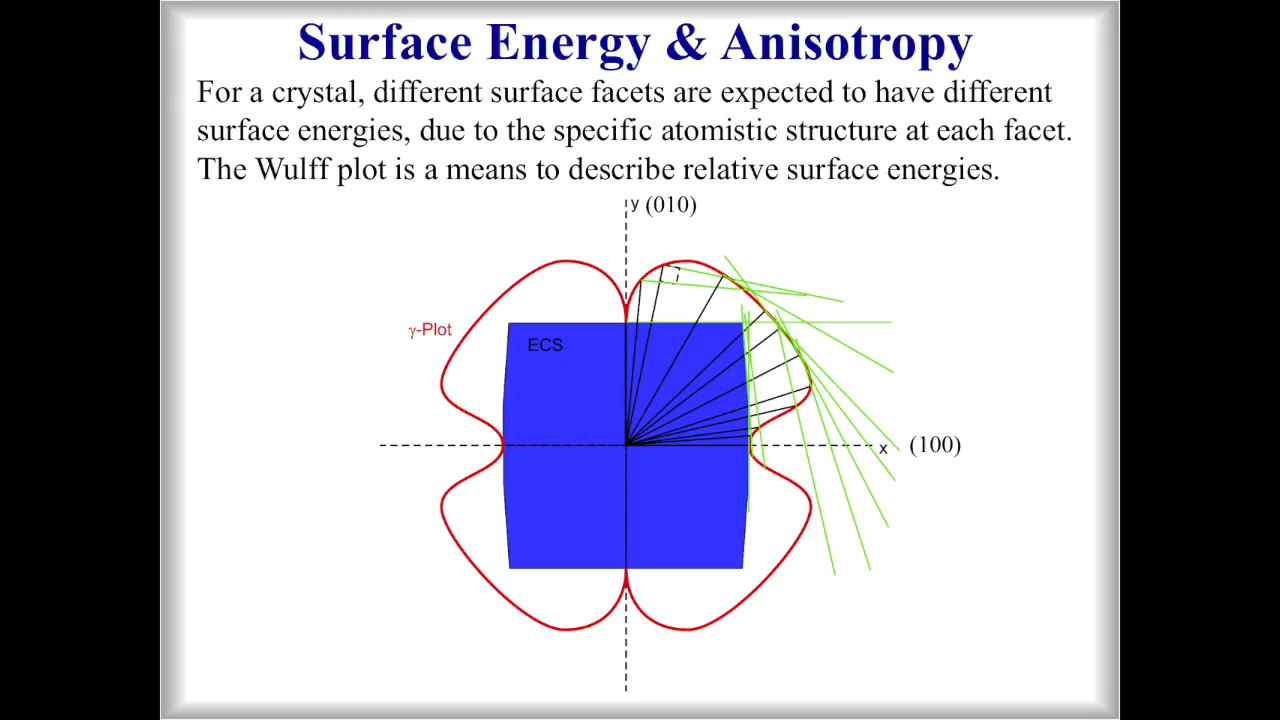 Surface Energy & Anisotropy
For a crystal, different surface facets are expected to have different
surface energies, due to the specific atomistic structure at each facet.
The Wulff plot is a means to describe relative surface energies.
y (010)
γ-Plot
ECS
x (100)